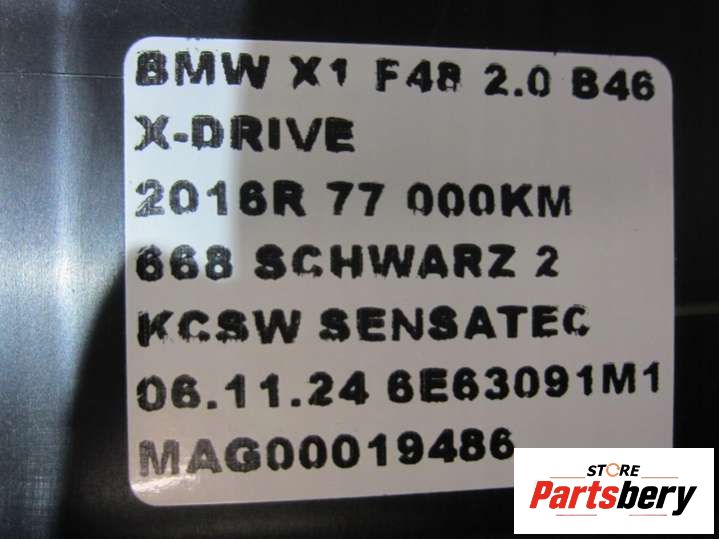 BMW X1 F48 2.0 B46
X-DRIVE
2016R 77 000KM
668 SCHWARZ 2
KCSW SENSATEC
06.11.24 6E63091M1
MAG00019486
STORE
Partsbery